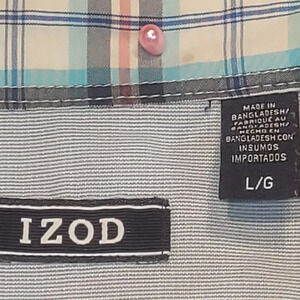 MADE IN
BANGLADESH/
FABRIQUÉ AU
BANGLADESH/
HECHO EN
BANGLADESH CON
INSUMOS
IMPORTADOS
L/G
IZOD